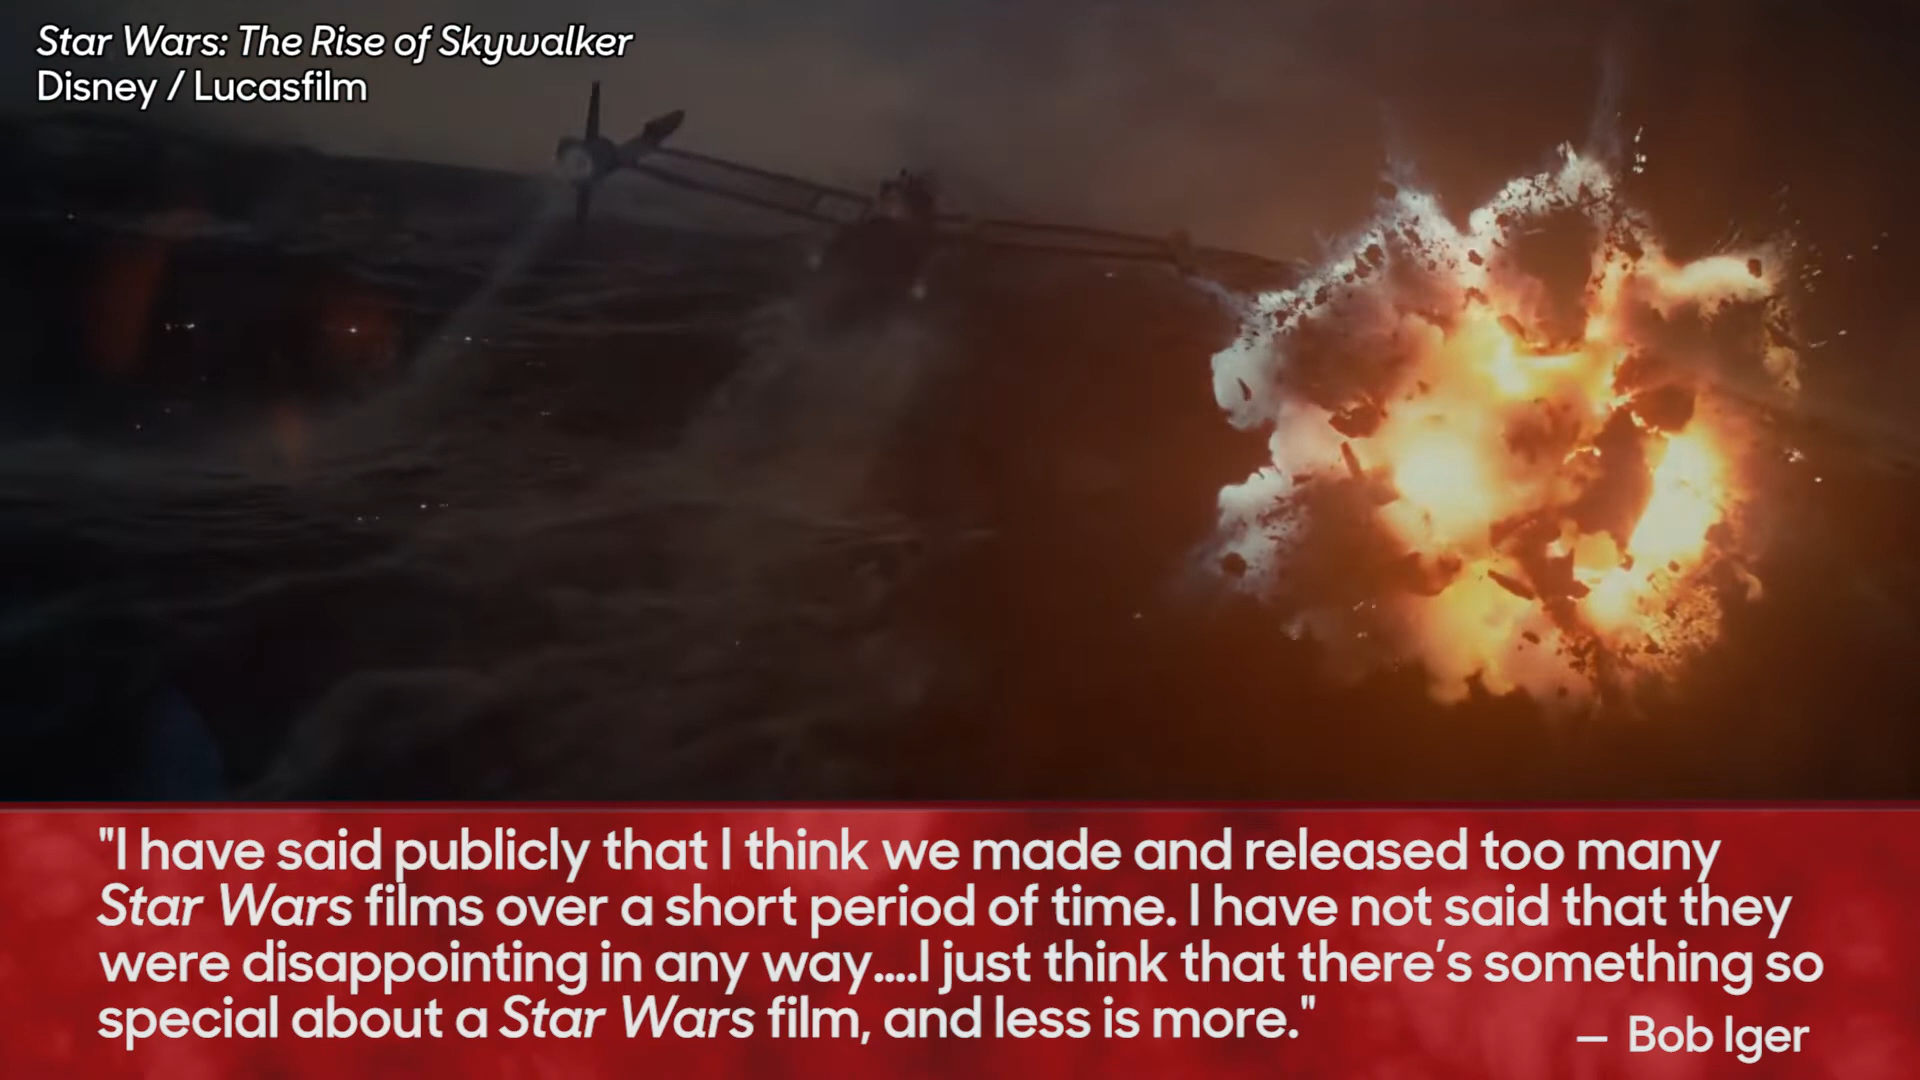 Star Wars: The Rise of Skywalker
Disney / Lucasfilm
"I have said publicly that I think we made and released too many
Star Wars films over a short period of time. I have not said that they
were disappointing in any way....I just think that there's something so
special about a Star Wars film, and less is more."
– Bob Iger